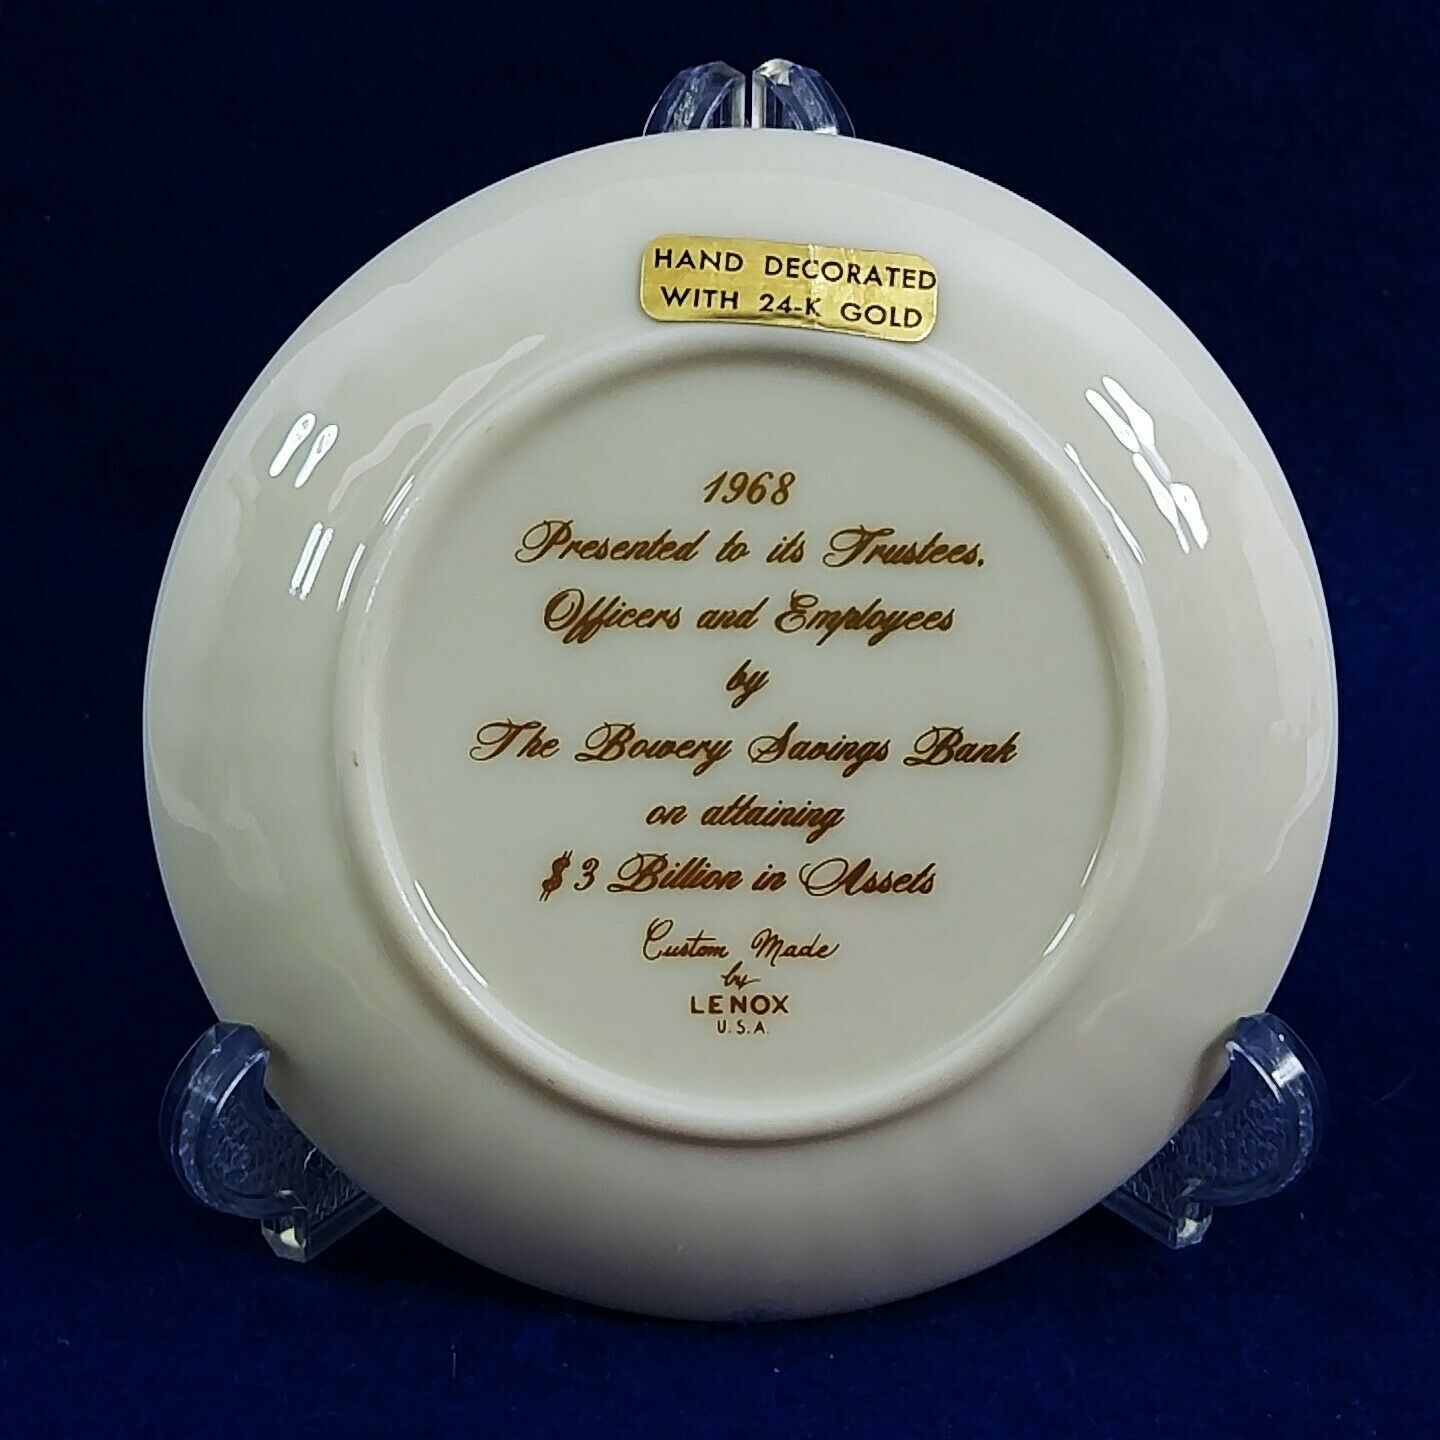 HAND DECORATED
WITH 24-K GOLD
1968
Presented to its Trustees,
Officers and Employees
by
The Bowery Savings Bank
on attaining
$3 Billion in Assets
Custom Made
by
LENOX
U.S.A.